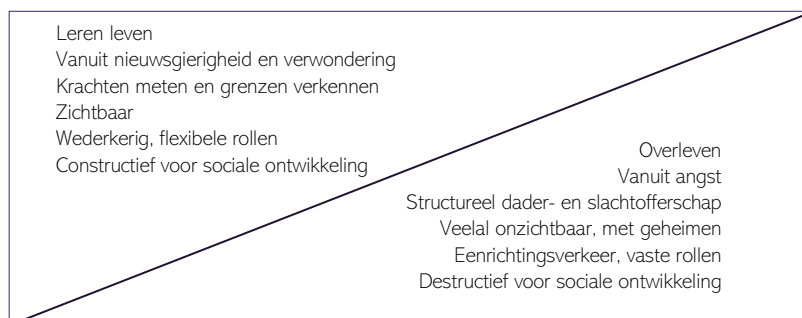 Leren leven
Vanuit nieuwsgierigheid en verwondering
Krachten meten en grenzen verkennen
Zichtbaar
Wederkerig, flexibele rollen
Constructief voor sociale ontwikkeling
Overleven
Vanuit angst
Structureel dader- en slachtofferschap
Veelal onzichtbaar, met geheimen
Eenrichtingsverkeer, vaste rollen
Destructief voor sociale ontwikkeling